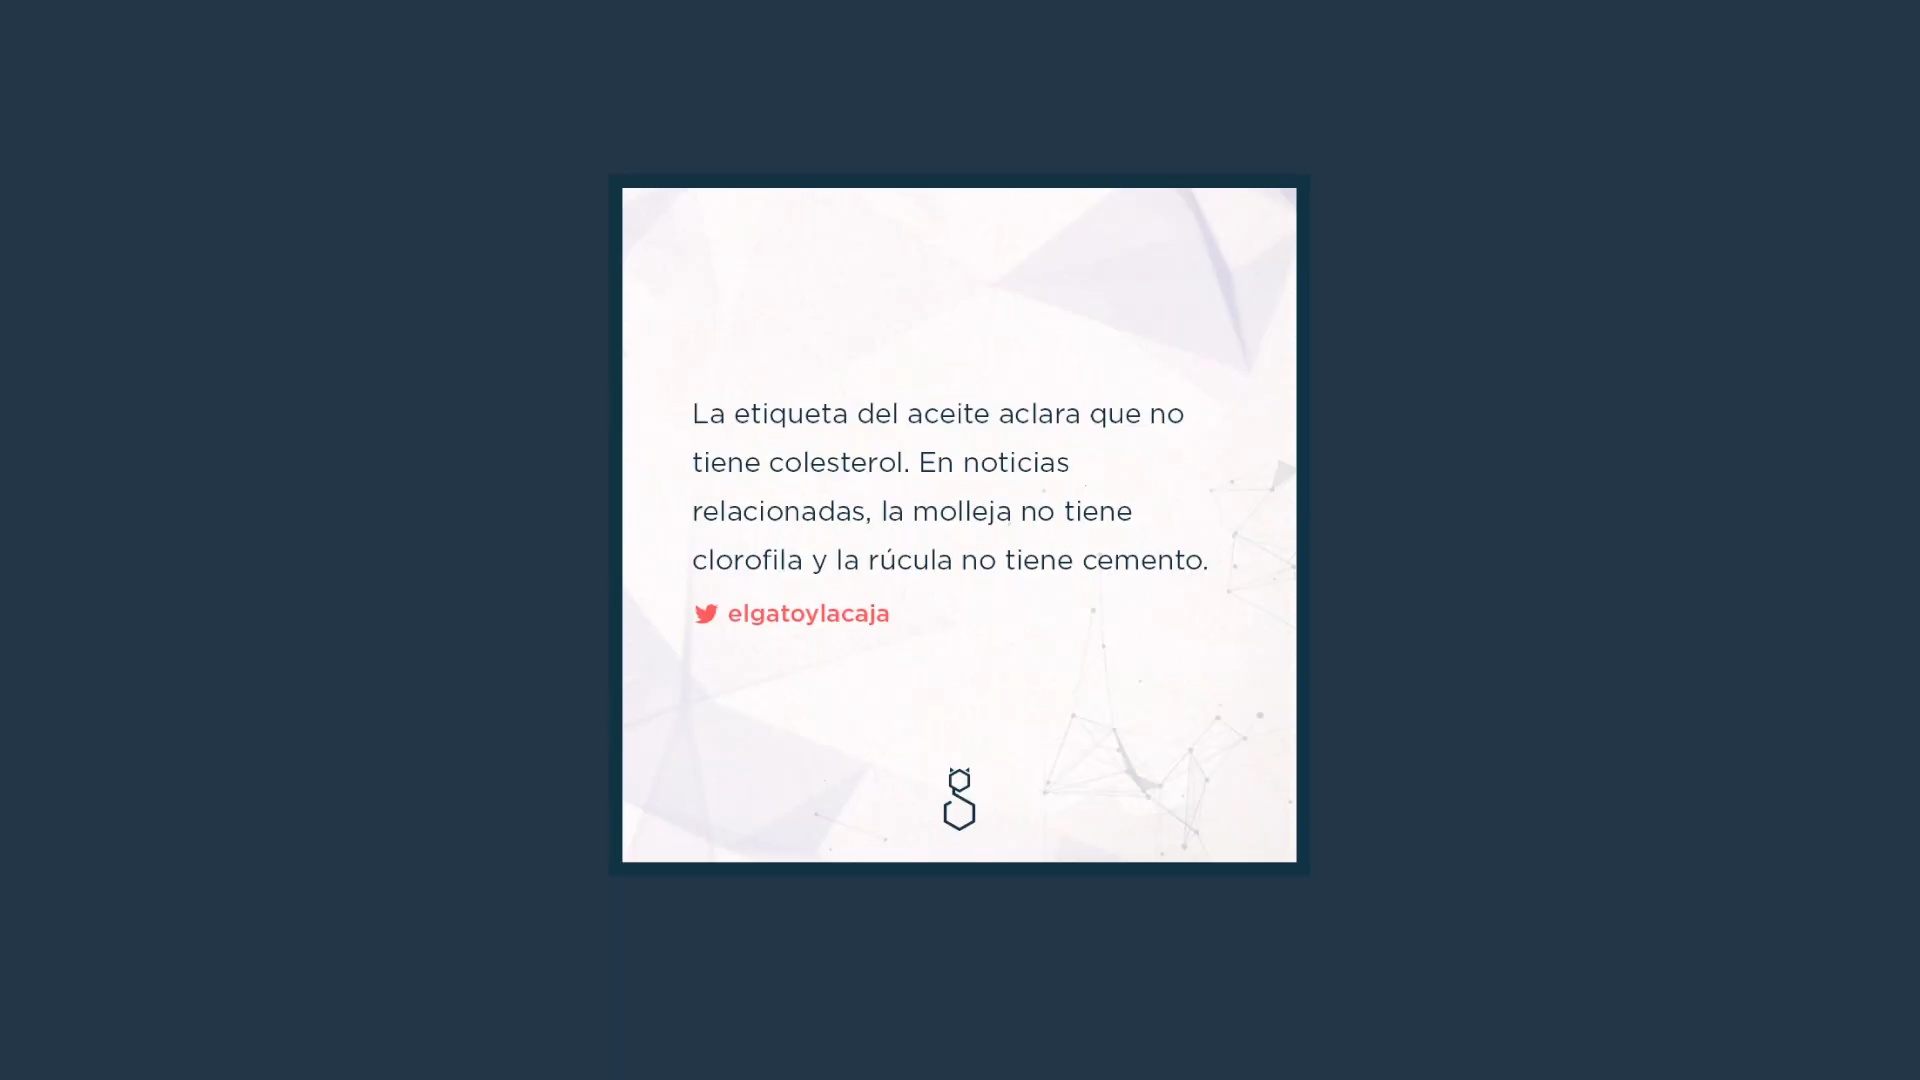 La etiqueta del aceite aclara que no
tiene colesterol. En noticias
relacionadas, la molleja no tiene
clorofila y la rúcula no tiene cemento.
elgatoylacaja